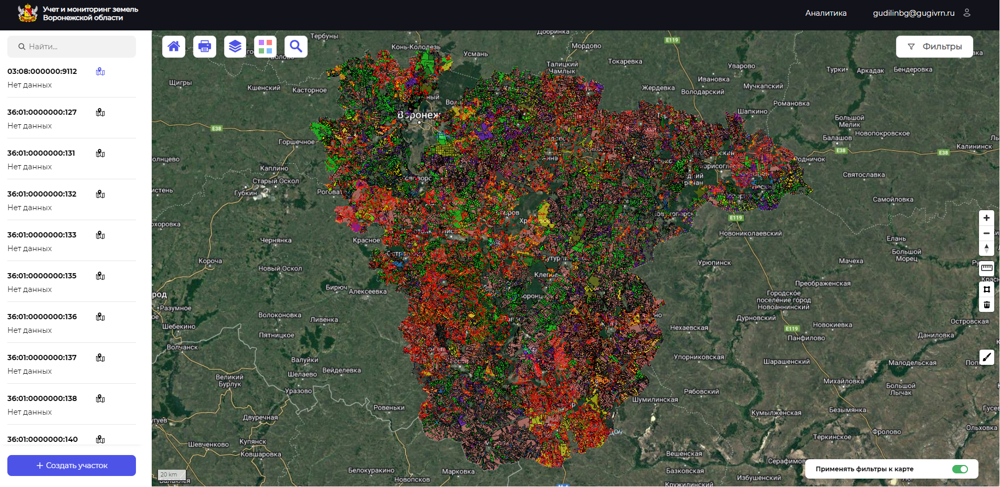 Учет и мониторинг земель
Воронежской области
Аналитика
gudilinbg@gugivrn.ru
Найти...
03:08:000000:9112
Нет данных
36:01:0000000:127
Нет данных
36:01:0000000:131
Нет данных
36:01:0000000:132
Нет данных
36:01:0000000:133
Нет данных
36:01:0000000:135
Нет данных
36:01:0000000:136
Нет данных
36:01:0000000:137
Нет данных
36:01:0000000:138
Нет данных
36:01:0000000:140
+ Создать участок
Фильтры
Тербуны
Добринка
E119
Конь-Колодезь
Мордово
Усмань
Талицкий
Чамлык
Токаревка
Уварово
Турки
Аркадак
Бендеровка
Щигры
Кшенский
Касторное
Жердевка
Ивановка
Володарский
Мучкапский
Романовка
Шапкино
Воронеж
Большой
Мелик
Новопокровское
E38
Горшечное
Балашов
Калининск
E38
E38
Родничок
Каплино
Старый Оскол
Святославка
Губкин
Самойловка
E119
Чернянка
Красное
Новониколаевский
Елань
Большой
Морец
Короча
Новый Оскол
Урюпинск
Мачеха
Бирюч
Алексеевка
Преображенская
Городское
поселение город
Новоаннинский
Разумное
Волоконовка
Ливенка
Дурновский
Островская
Шебекино
Пятницкое
Нехаевская
E119
Новокиевка
Панфилово
Даниловка
Волчанск
Валуйки
Вейделевка
Упорниковская
Шарашенский
Малодельская
Шелаево
Великий
Бурлук
Уразово
Михайловка
Большой
Лычак
Рябовский
Шумилинская
Ровеньки
Безымянка
Кумылженская
Двуречная
Дон
Ольховка
Фролово
Теркинское
Шевченково
Купянск
Ковшаровка
Вешенская
Белокуракино
Марковка
Базковская
Новопсков
Избушенский
Кружилинский
20 km
Применять фильтры к карте